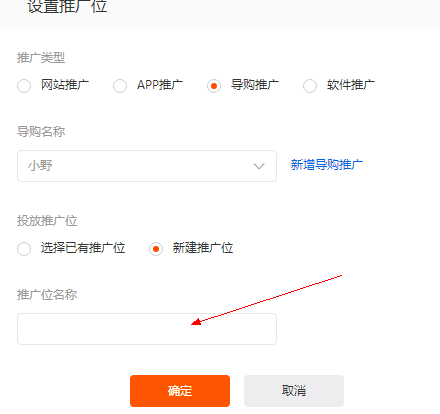 设置推广位
推广类型
网站推广 APP推广 导购推广 软件推广
导购名称
小野 新增导购推广
投放推广位
选择已有推广位 新建推广位
推广位名称
确定 取消